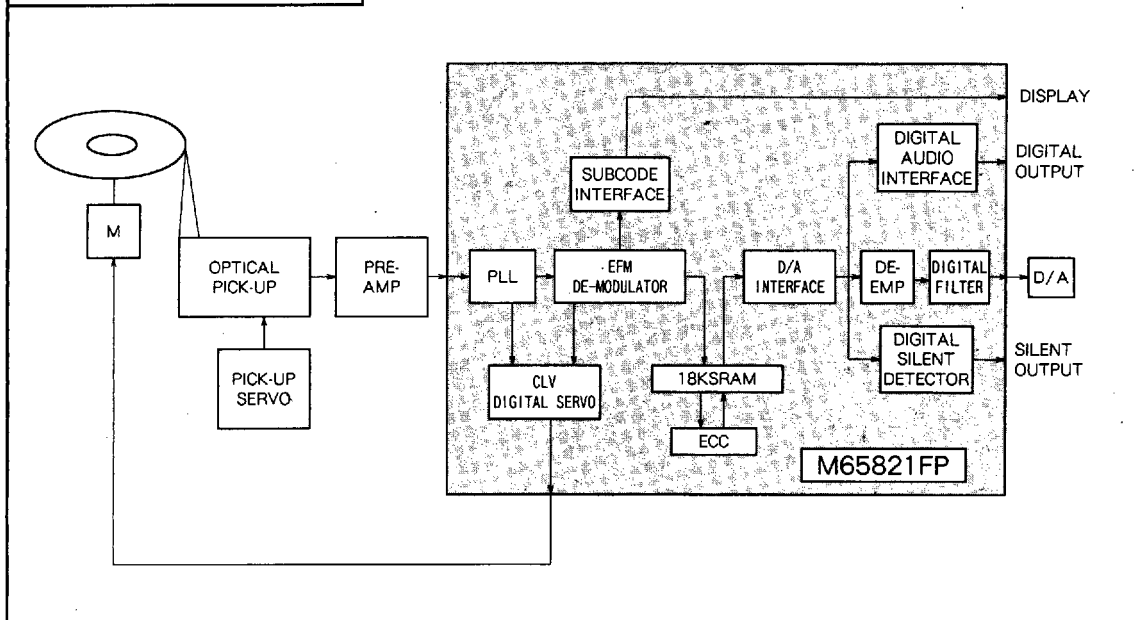 DISPLAY
DIGITAL
AUDIO
INTERFACE
DIGITAL
OUTPUT
SUBCODE
INTERFACE
M
OPTICAL
PICK-UP
PRE-
AMP
PLL
EFM
DE-MODULATOR
D/A
INTERFACE
DE-
EMP
DIGITAL
FILTER
D/A
PICK-UP
SERVO
CLV
DIGITAL SERVO
18KSRAM
ECC
DIGITAL
SILENT
DETECTOR
SILENT
OUTPUT
M65821FP